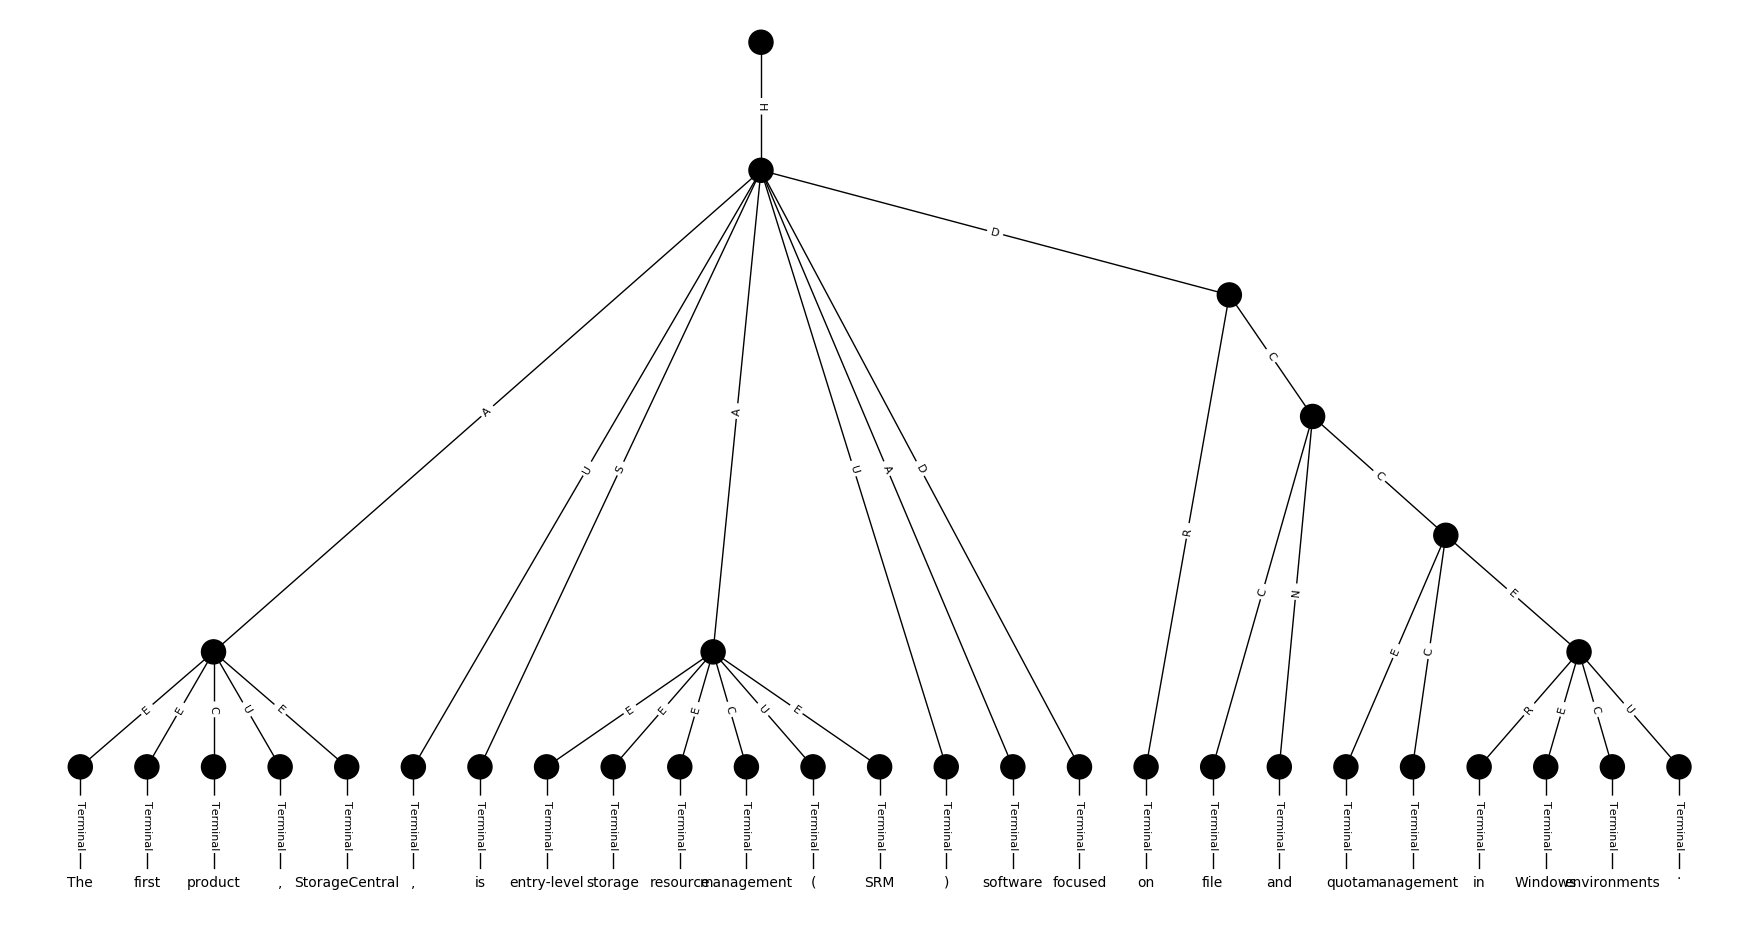 H
D
C
A
A
C
U
S
U
A
D
R
E
C
N
E
C
E
E
C
U
E
E
E
E
C
U
E
R
E
C
U
Terminal Terminal Terminal Terminal Terminal Terminal Terminal Terminal Terminal Terminal Terminal Terminal Terminal Terminal Terminal Terminal Terminal Terminal Terminal Terminal Terminal Terminal Terminal Terminal Terminal
The first product , StorageCentral , is entry-level storage resource management ( SRM ) software focused on file and quota management in Windows environments .